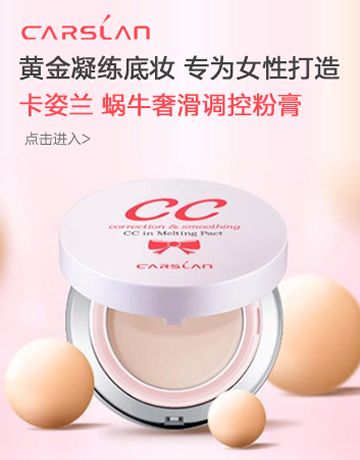 CARSLAN
黄金凝练底妆 专为女性打造
卡姿兰 蜗牛奢滑调控粉膏
点击进入>
CC
correction & smoothing
CC in Melting Pact
CARSLAN